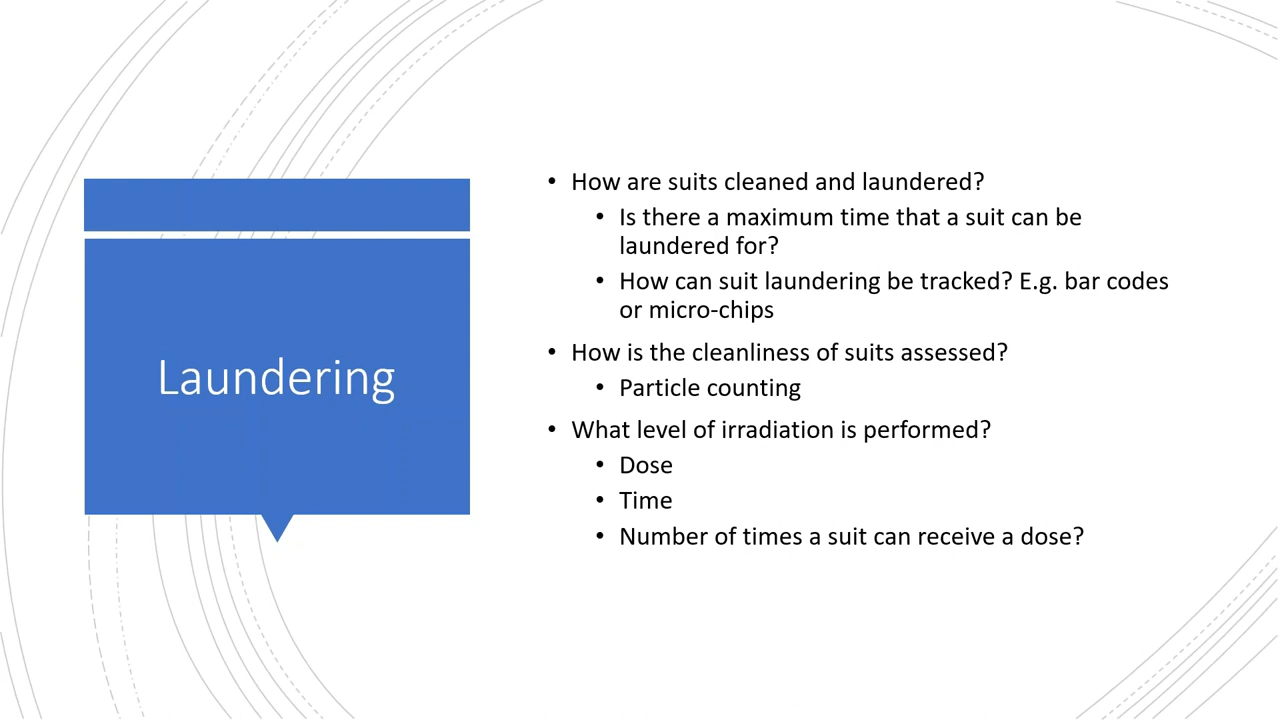 Laundering
• How are suits cleaned and laundered?
• Is there a maximum time that a suit can be
laundered for?
• How can suit laundering be tracked? E.g. bar codes
or micro-chips
• How is the cleanliness of suits assessed?
• Particle counting
• What level of irradiation is performed?
• Dose
• Time
• Number of times a suit can receive a dose?